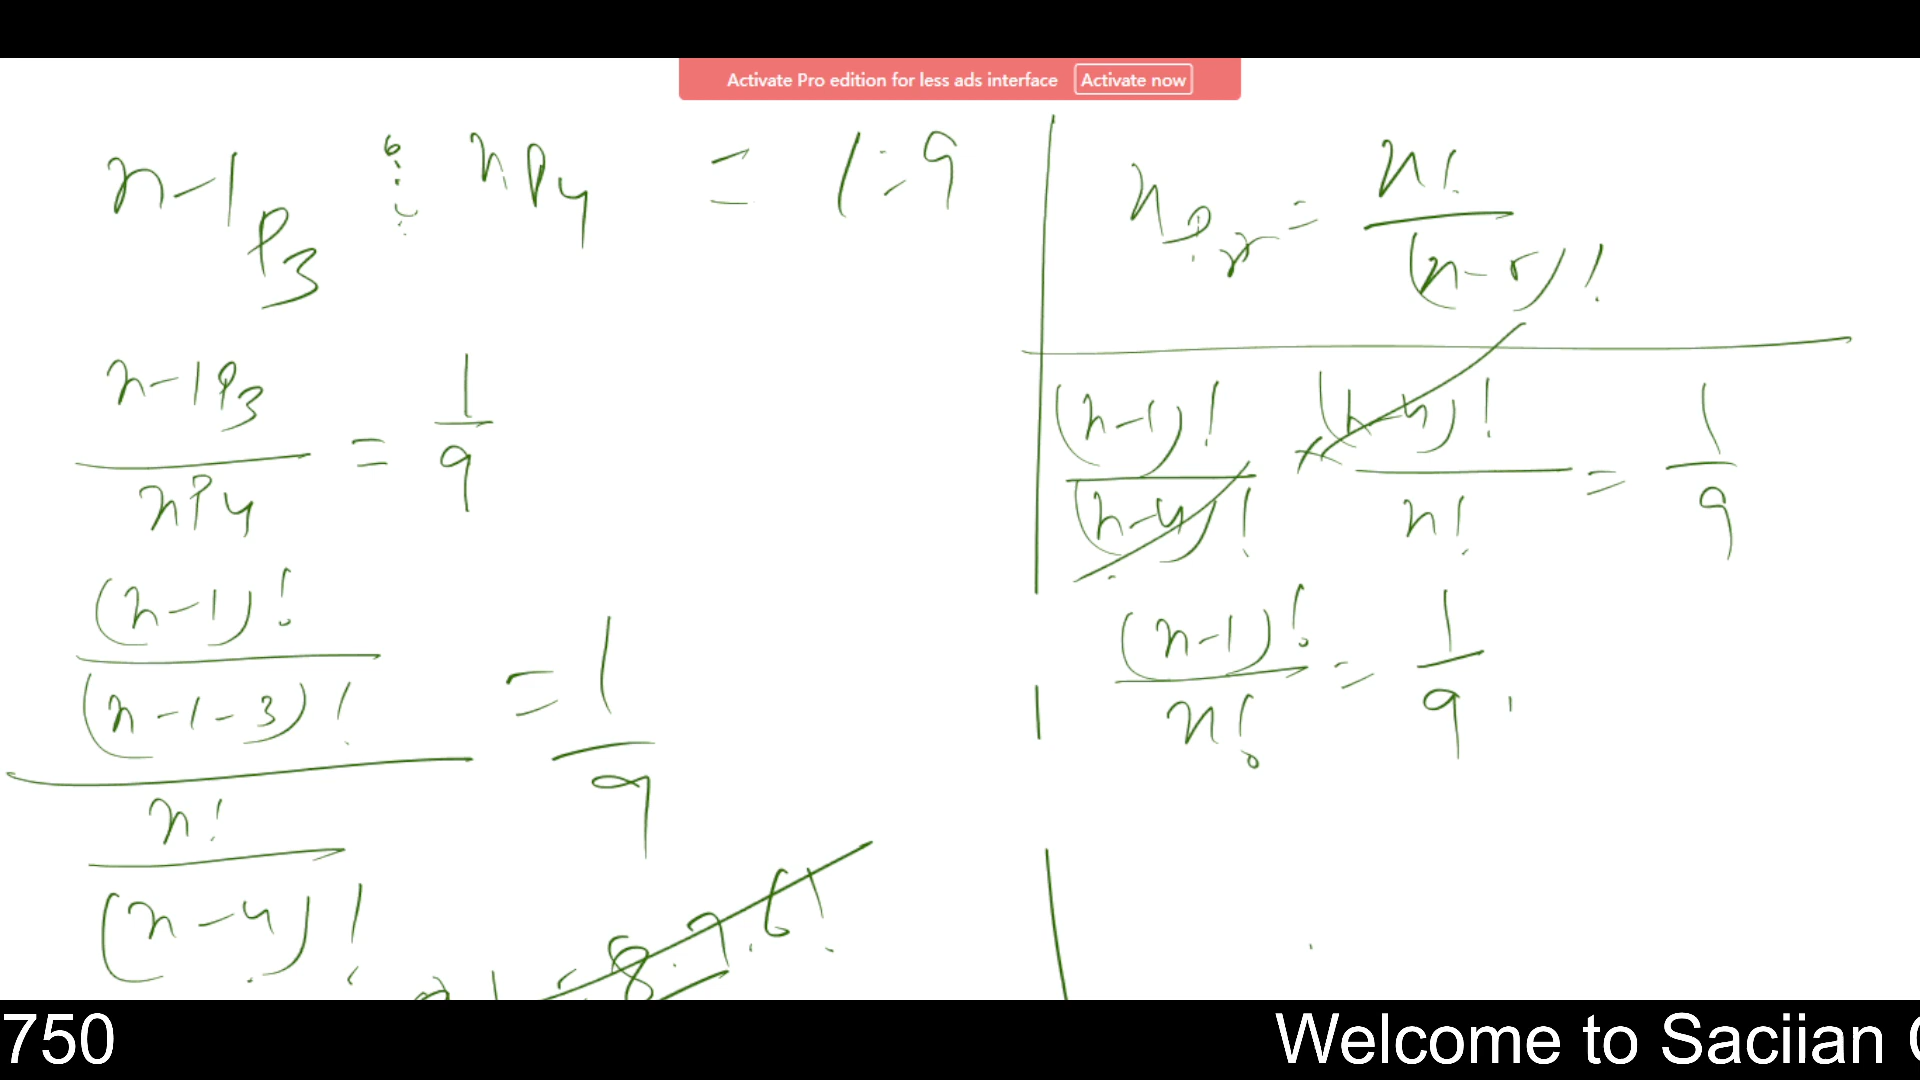 Activate Pro edition for less ads interface Activate now
n-1P3 : nP4 = 1:9
n-1P3 / nP4 = 1/9
(n-1)! / (n-1-3)! / n! / (n-4)! = 1/9
8.7.6!
nPr = n! / (n-r)!
(n-1)! / (n-4)! × (n-4)! / n! = 1/9
(n-1)! / n! = 1/9
750
Welcome to Saciian